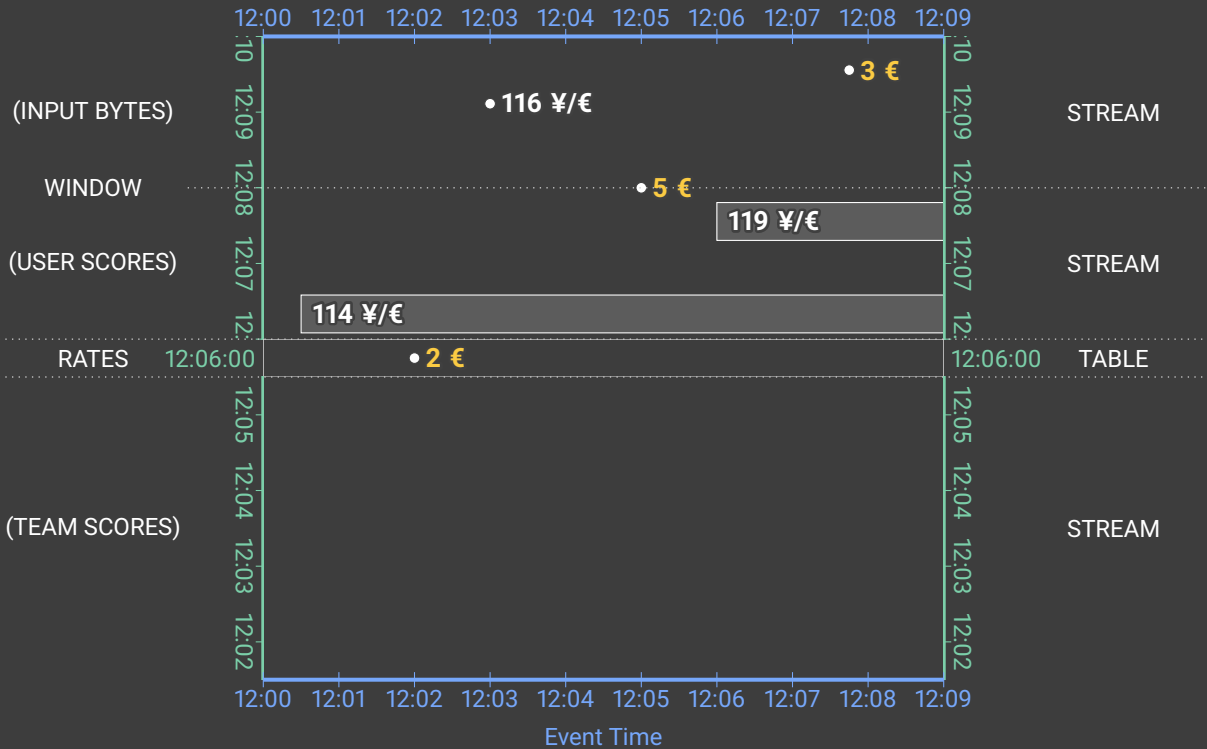 12:00 12:01 12:02 12:03 12:04 12:05 12:06 12:07 12:08 12:09
:10 :10
3 €
116 ¥/€
(INPUT BYTES) 12:09 12:09 STREAM
WINDOW 12:08 5 € 12:08
119 ¥/€
(USER SCORES) 12:07 12:07 STREAM
114 ¥/€
12: 12:
RATES 12:06:00 2 € 12:06:00 TABLE
12:05 12:05
12:04 12:04
(TEAM SCORES) STREAM
12:03 12:03
12:02 12:02
12:00 12:01 12:02 12:03 12:04 12:05 12:06 12:07 12:08 12:09
Event Time